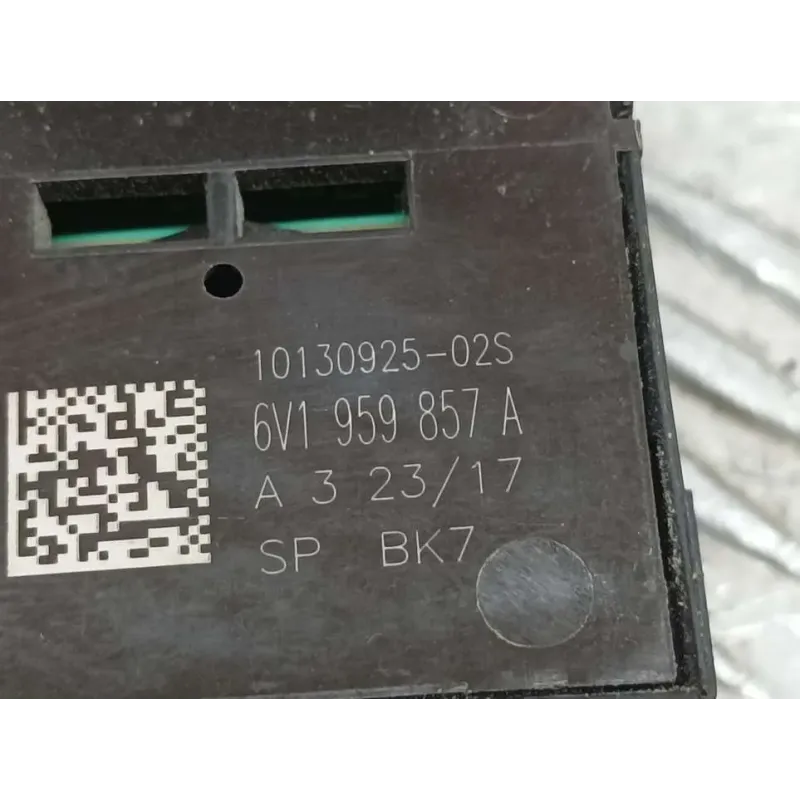 10130925-02S
6V1 959 857 A
A 3 23/17
SP BK7